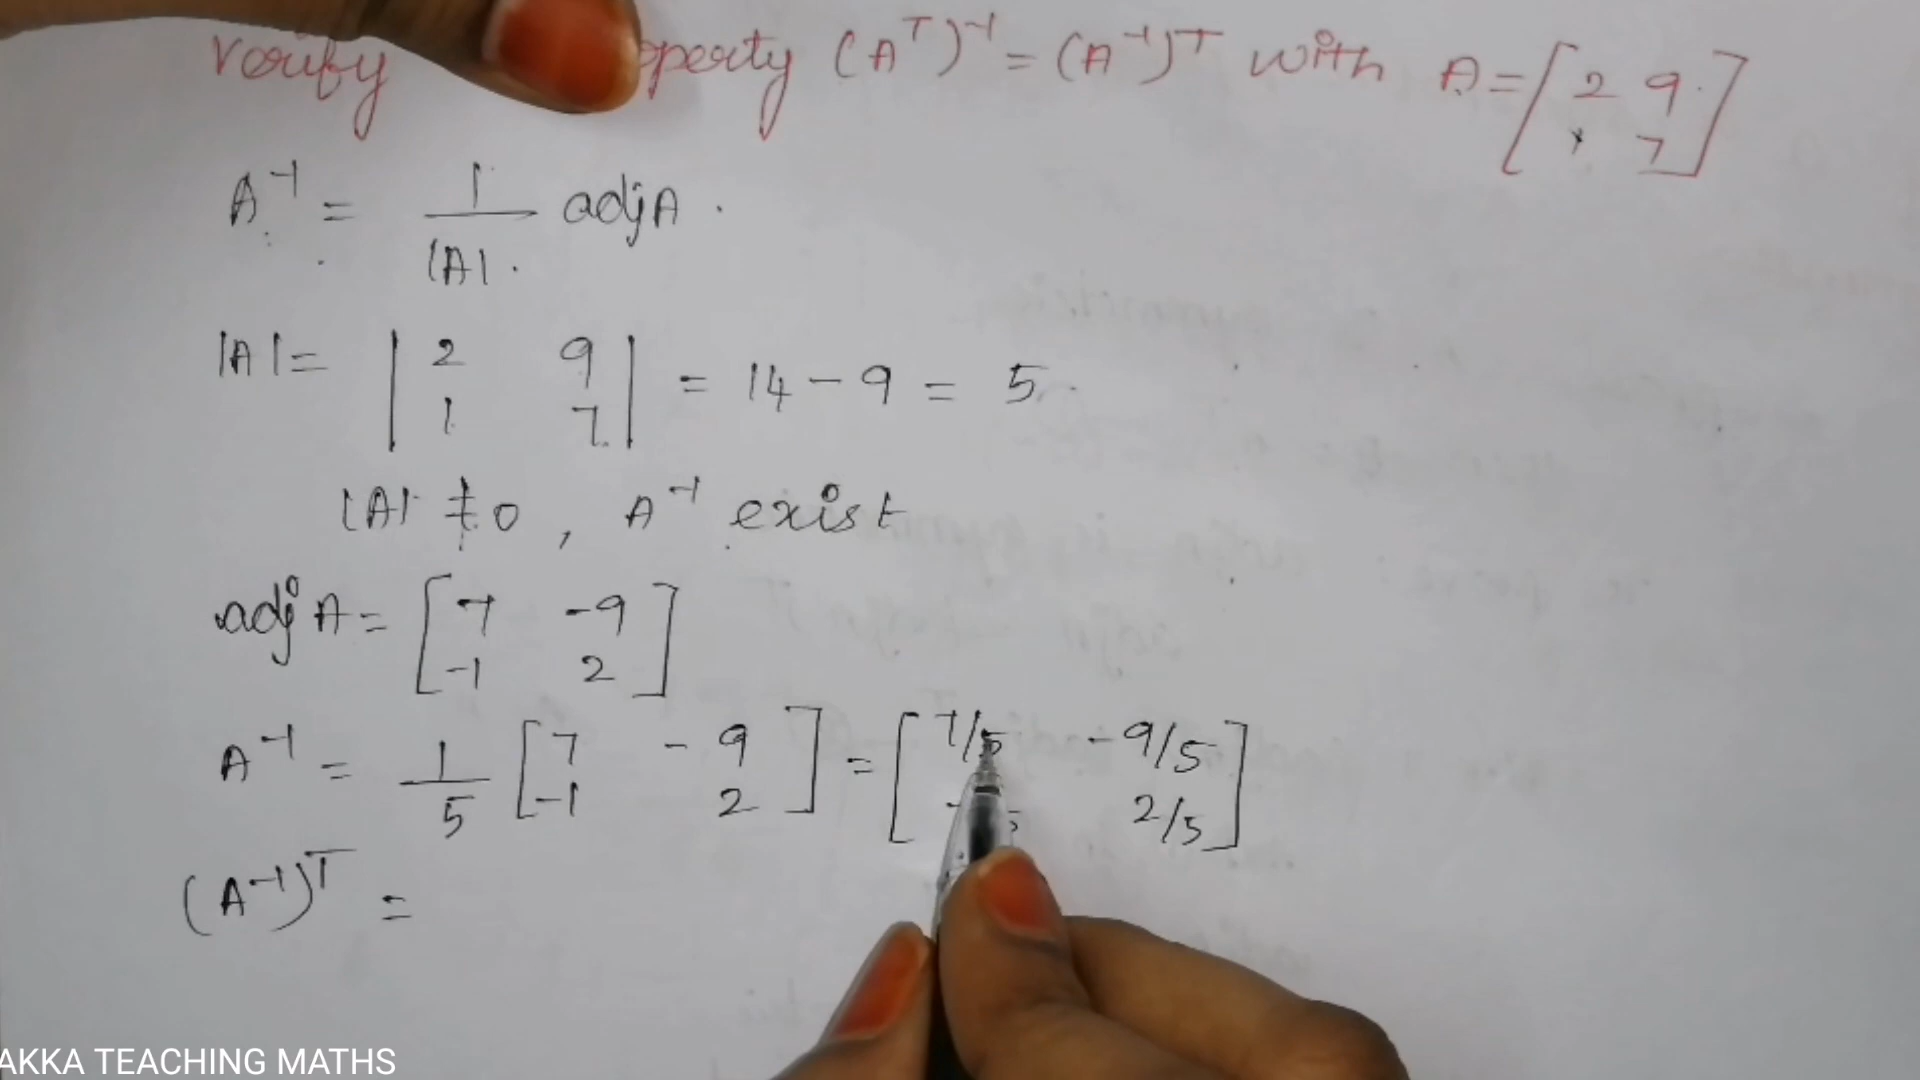 Verify (Aᵀ)⁻¹ = (A⁻¹)ᵀ with A = [2 9
1 7]
A⁻¹ = 1/|A| adj A.
|A| = |2 9
1 7| = 14 - 9 = 5
|A| ≠ 0, A⁻¹ exist
adj A = [7 -9
-1 2]
A⁻¹ = 1/5 [7 -9
-1 2] = [7/5 -9/5
2/5]
(A⁻¹)ᵀ =
AKKA TEACHING MATHS